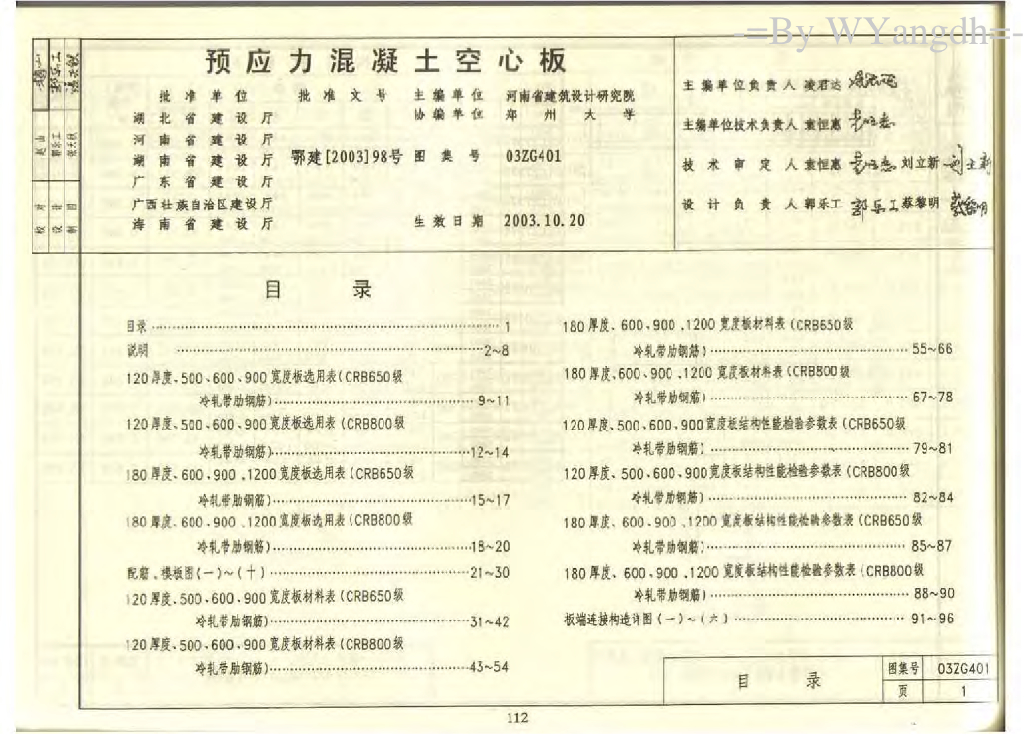 -=By WYangdh=-
预应力混凝土空心板
批准单位 批准文号 主编单位 河南省建筑设计研究院
协编单位 郑州大学
湖北省建设厅
河南省建设厅
湖南省建设厅 鄂建[2003]98号 图集号 03ZG401
广东省建设厅
广西壮族自治区建设厅
海南省建设厅 生效日期 2003.10.20
主编单位负责人 凌君达
主编单位技术负责人 袁恒惠
技术审定人 袁恒惠 刘立新
设计负责人 郭乐工 蔡黎明
校对
设计
制图
目 录
目录 1
说明 2~8
120厚度、500、600、900宽度板选用表(CRB650级
冷轧带肋钢筋) 9~11
120厚度、500、600、900宽度板选用表(CRB800级
冷轧带肋钢筋) 12~14
180厚度、600、900、1200宽度板选用表(CRB650级
冷轧带肋钢筋) 15~17
180厚度、600、900、1200宽度板选用表(CRB800级
冷轧带肋钢筋) 18~20
配筋、模板图(一)~(十) 21~30
120厚度、500、600、900宽度板材料表(CRB650级
冷轧带肋钢筋) 31~42
120厚度、500、600、900宽度板材料表(CRB800级
冷轧带肋钢筋) 43~54
180厚度、600、900、1200宽度板材料表(CRB650级
冷轧带肋钢筋) 55~66
180厚度、600、900、1200宽度板材料表(CRB800级
冷轧带肋钢筋) 67~78
120厚度、500、600、900宽度板结构性能检验参数表(CRB650级
冷轧带肋钢筋) 79~81
120厚度、500、600、900宽度板结构性能检验参数表(CRB800级
冷轧带肋钢筋) 82~84
180厚度、600、900、1200宽度板结构性能检验参数表(CRB650级
冷轧带肋钢筋) 85~87
180厚度、600、900、1200宽度板结构性能检验参数表(CRB800级
冷轧带肋钢筋) 88~90
板端连接构造详图(一)~(六) 91~96
目 录 图集号 03ZG401
页 1
112